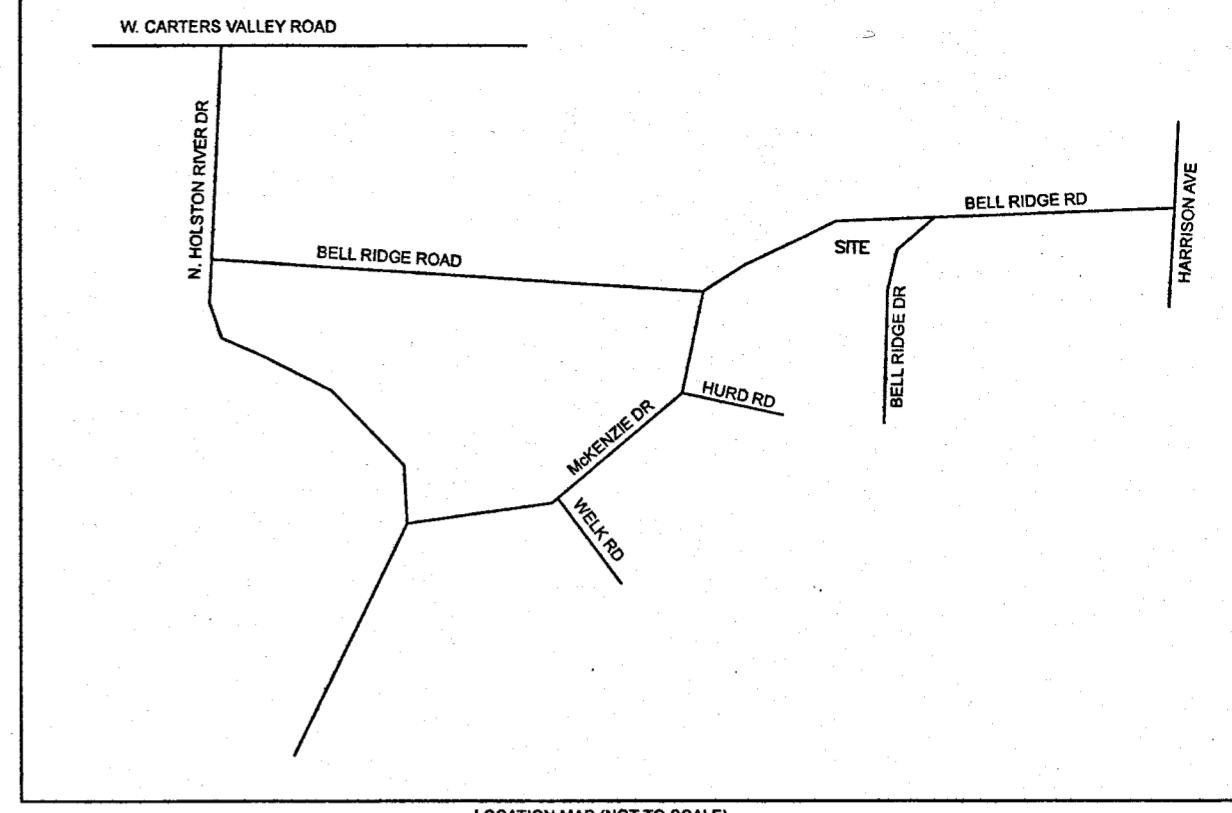 W. CARTERS VALLEY ROAD
N. HOLSTON RIVER DR
BELL RIDGE ROAD
BELL RIDGE RD
HARRISON AVE
SITE
BELL RIDGE DR
HURD RD
McKENZIE DR
WELK RD
LOCATION MAP (NOT TO SCALE)